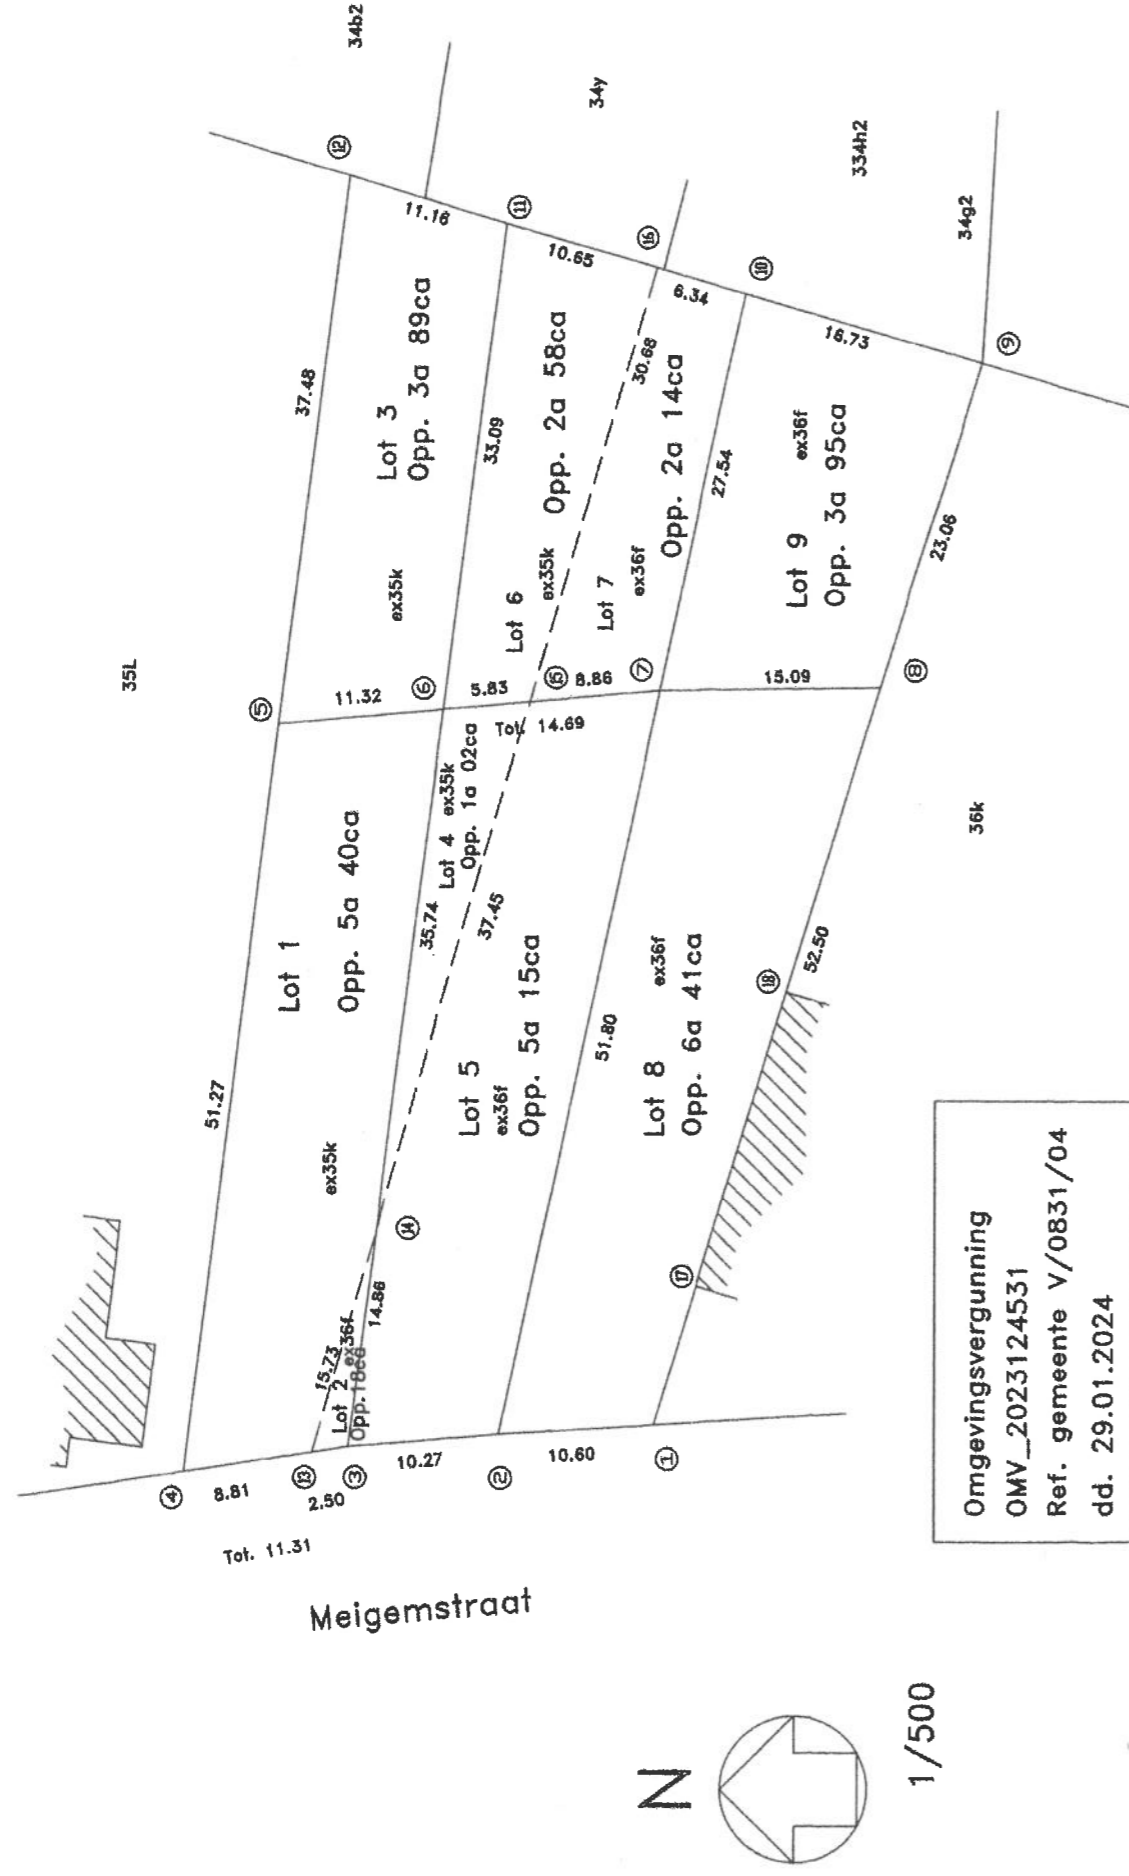 34b2
34y
334h2
34g2
12
11.16
11
10.65
16
6.34
10
16.73
9
37.48
Lot 3
Opp. 3a 89ca
ex35k
33.09
Opp. 2a 58ca
30.68
Opp. 2a 14ca
27.54
ex36f
Lot 9
Opp. 3a 95ca
23.06
Lot 6
ex35k
Lot 7
ex36f
35L
5
11.32
6
5.83
15
8.86
7
15.09
8
Tot. 14.69
Lot 4 ex35k
Opp. 1a 02ca
36k
Lot 1
Opp. 5a 40ca
35.74
37.45
Lot 5
ex36f
Opp. 5a 15ca
51.80
Lot 8
ex36f
Opp. 6a 41ca
18
52.50
51.27
ex35k
14
14.86
17
15.73
Lot 2 ex36f
Opp. 18ca
4
8.81
13
2.50
3
10.27
2
10.60
1
Tot. 11.31
Meigemstraat
N
1/500
Omgevingsvergunning
OMV_2023124531
Ref. gemeente V/0831/04
dd. 29.01.2024